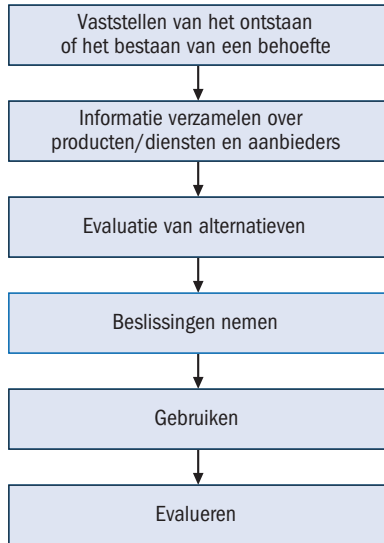 Vaststellen van het ontstaan
of het bestaan van een behoefte
Informatie verzamelen over
producten/diensten en aanbieders
Evaluatie van alternatieven
Beslissingen nemen
Gebruiken
Evalueren